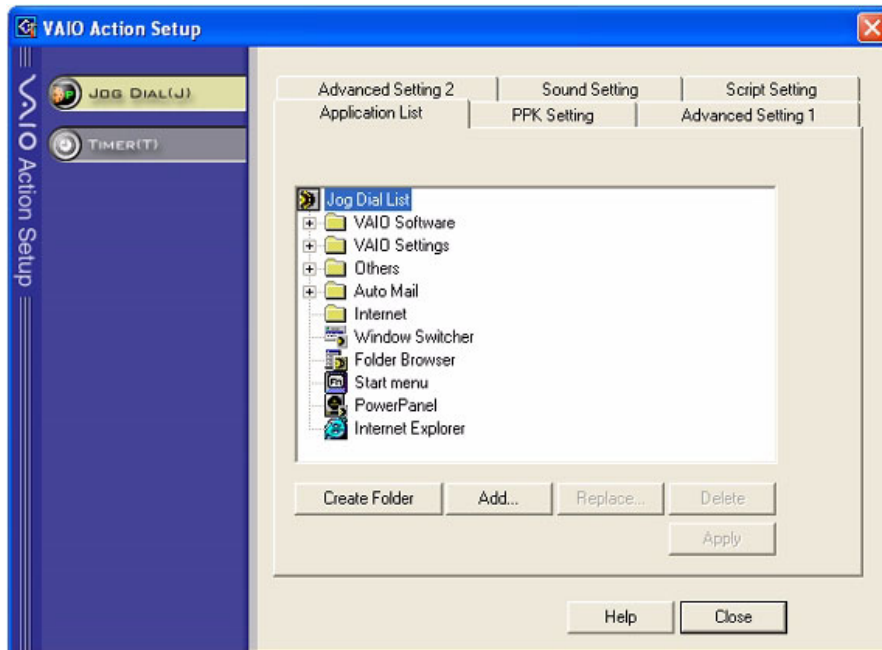 VAIO Action Setup
JOG DIAL(J)
TIMER(T)
VAIO Action Setup
Advanced Setting 2
Sound Setting
Script Setting
Application List
PPK Setting
Advanced Setting 1
Jog Dial List
VAIO Software
VAIO Settings
Others
Auto Mail
Internet
Window Switcher
Folder Browser
Start menu
PowerPanel
Internet Explorer
Create Folder
Add...
Replace...
Delete
Apply
Help
Close